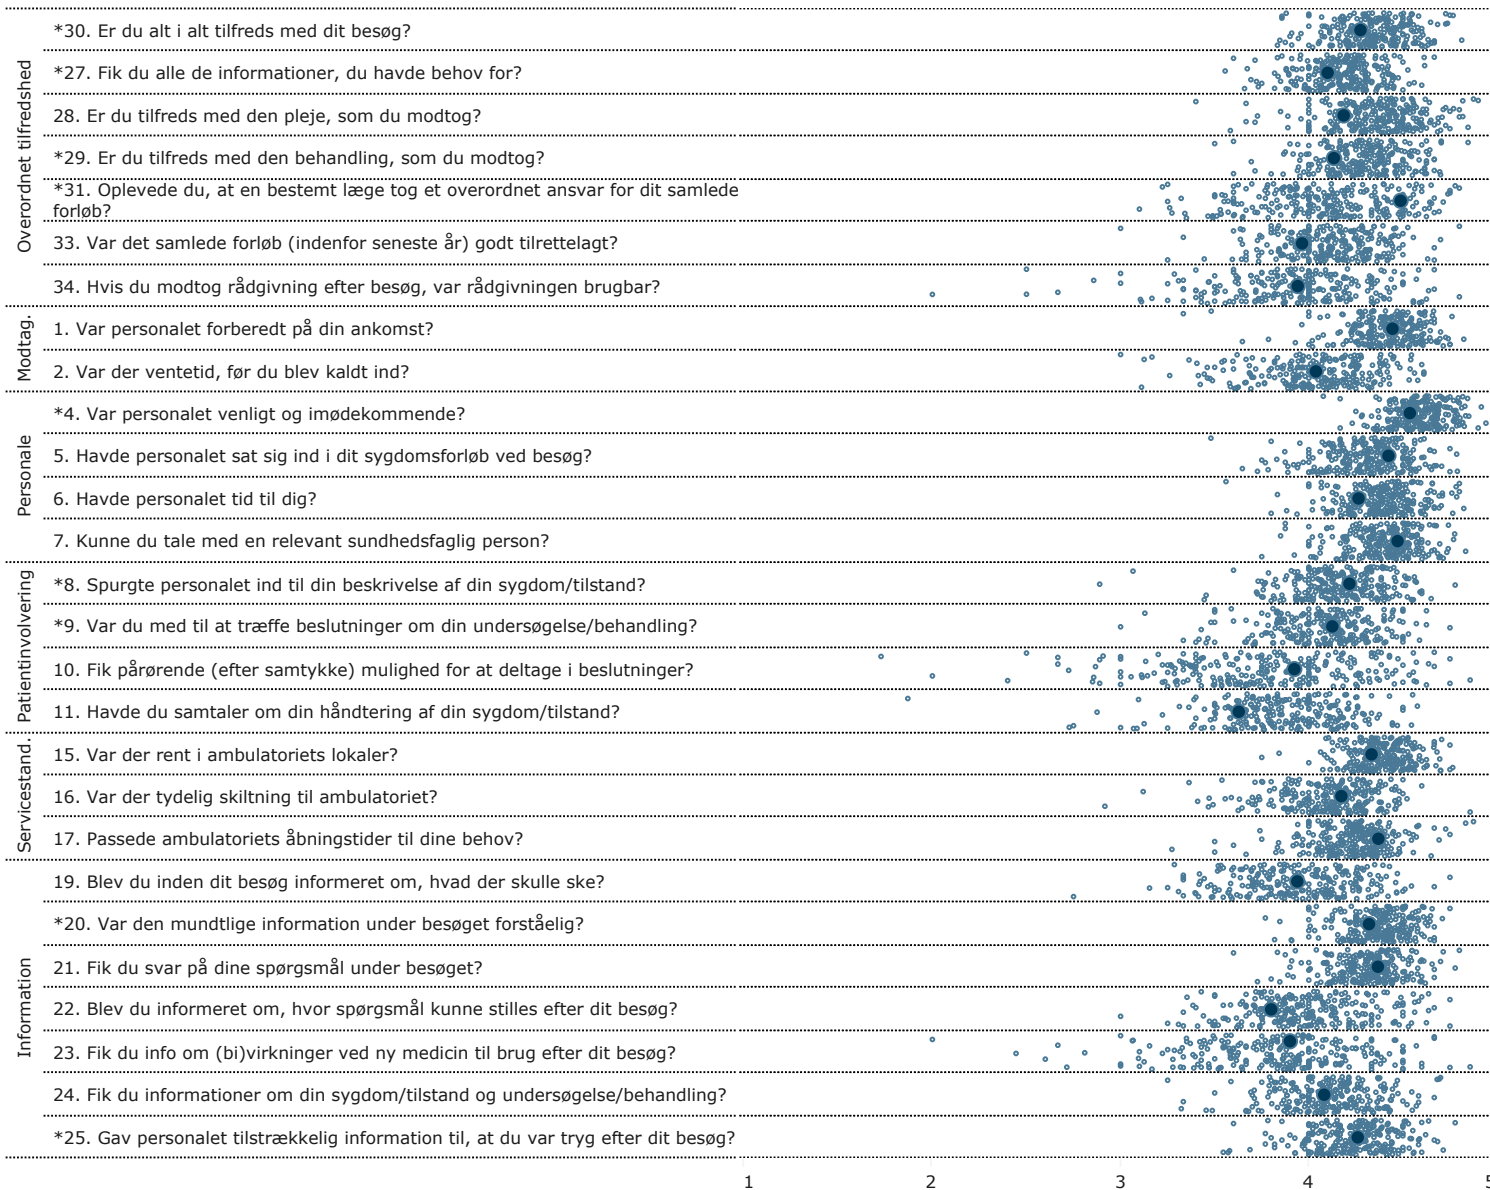 Overordnet tilfredshed
*30. Er du alt i alt tilfreds med dit besøg?
*27. Fik du alle de informationer, du havde behov for?
28. Er du tilfreds med den pleje, som du modtog?
*29. Er du tilfreds med den behandling, som du modtog?
*31. Oplevede du, at en bestemt læge tog et overordnet ansvar for dit samlede
forløb?
33. Var det samlede forløb (indenfor seneste år) godt tilrettelagt?
34. Hvis du modtog rådgivning efter besøg, var rådgivningen brugbar?
Modtag.
1. Var personalet forberedt på din ankomst?
2. Var der ventetid, før du blev kaldt ind?
Personale
*4. Var personalet venligt og imødekommende?
5. Havde personalet sat sig ind i dit sygdomsforløb ved besøg?
6. Havde personalet tid til dig?
7. Kunne du tale med en relevant sundhedsfaglig person?
Patientinvolvering
*8. Spurgte personalet ind til din beskrivelse af din sygdom/tilstand?
*9. Var du med til at træffe beslutninger om din undersøgelse/behandling?
10. Fik pårørende (efter samtykke) mulighed for at deltage i beslutninger?
11. Havde du samtaler om din håndtering af din sygdom/tilstand?
Servicestand.
15. Var der rent i ambulatoriets lokaler?
16. Var der tydelig skiltning til ambulatoriet?
17. Passede ambulatoriets åbningstider til dine behov?
Information
19. Blev du inden dit besøg informeret om, hvad der skulle ske?
*20. Var den mundtlige information under besøget forståelig?
21. Fik du svar på dine spørgsmål under besøget?
22. Blev du informeret om, hvor spørgsmål kunne stilles efter dit besøg?
23. Fik du info om (bi)virkninger ved ny medicin til brug efter dit besøg?
24. Fik du informationer om din sygdom/tilstand og undersøgelse/behandling?
*25. Gav personalet tilstrækkelig information til, at du var tryg efter dit besøg?
1 2 3 4 5